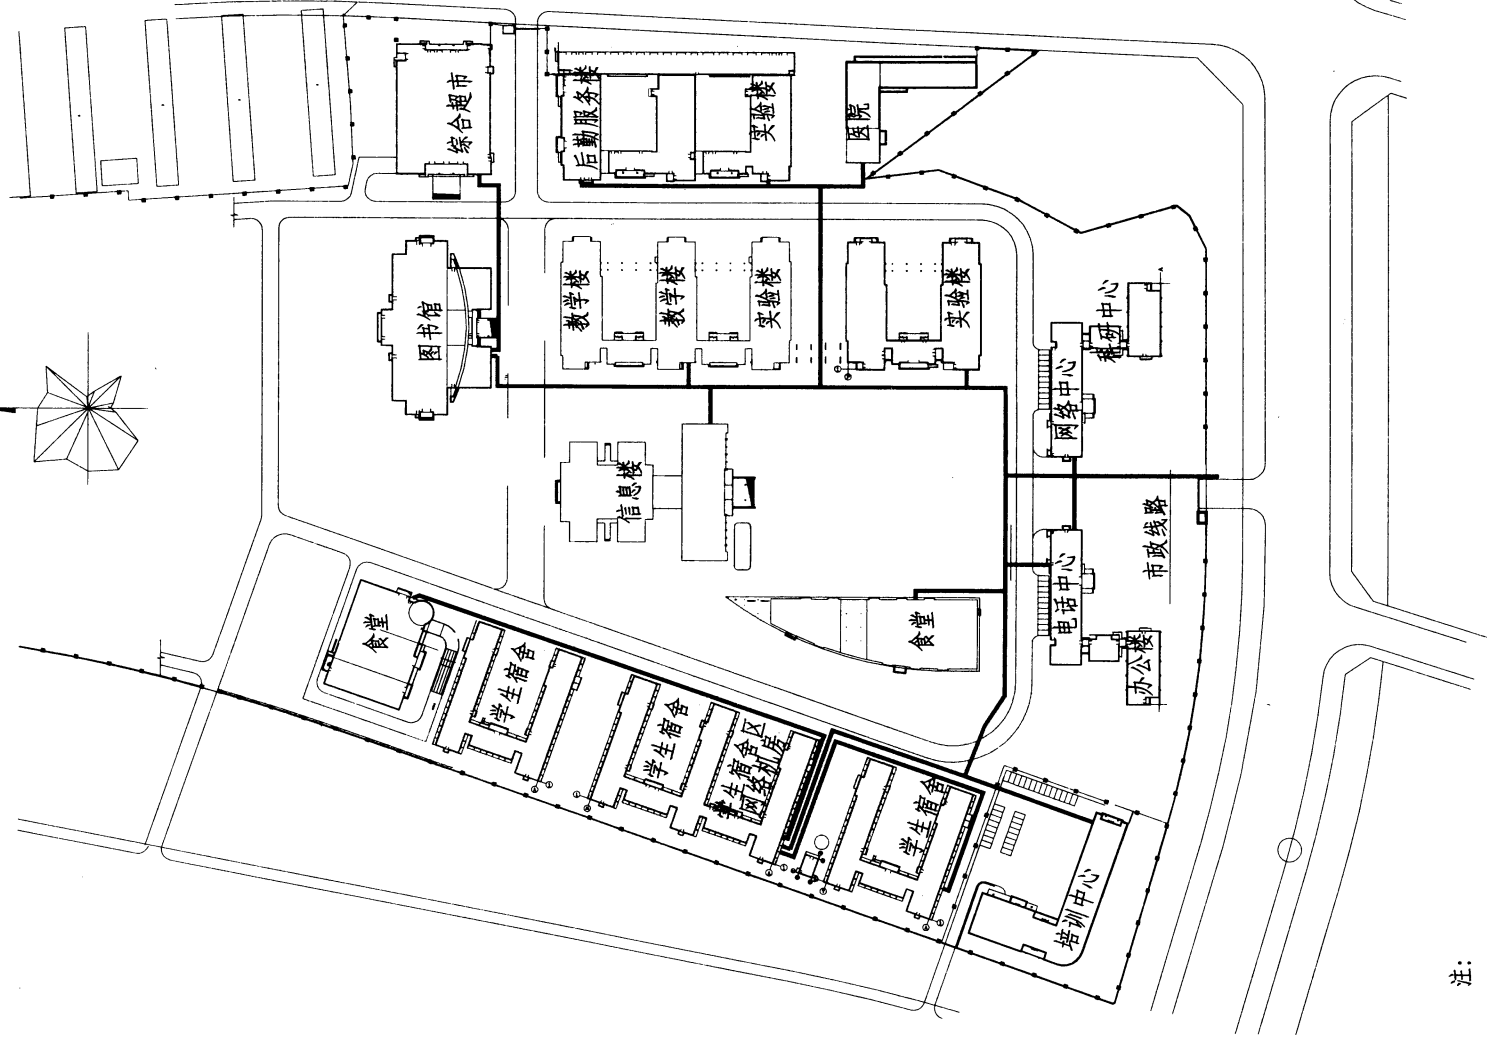 综合超市
后勤服务楼
实验楼
医院
图书馆
教学楼
教学楼
实验楼
实验楼
科研中心
网络中心
信息楼
市政线路
电话中心
办公楼
食堂
食堂
学生宿舍
学生宿舍
学生宿舍区
网络机房
学生宿舍
培训中心
注: